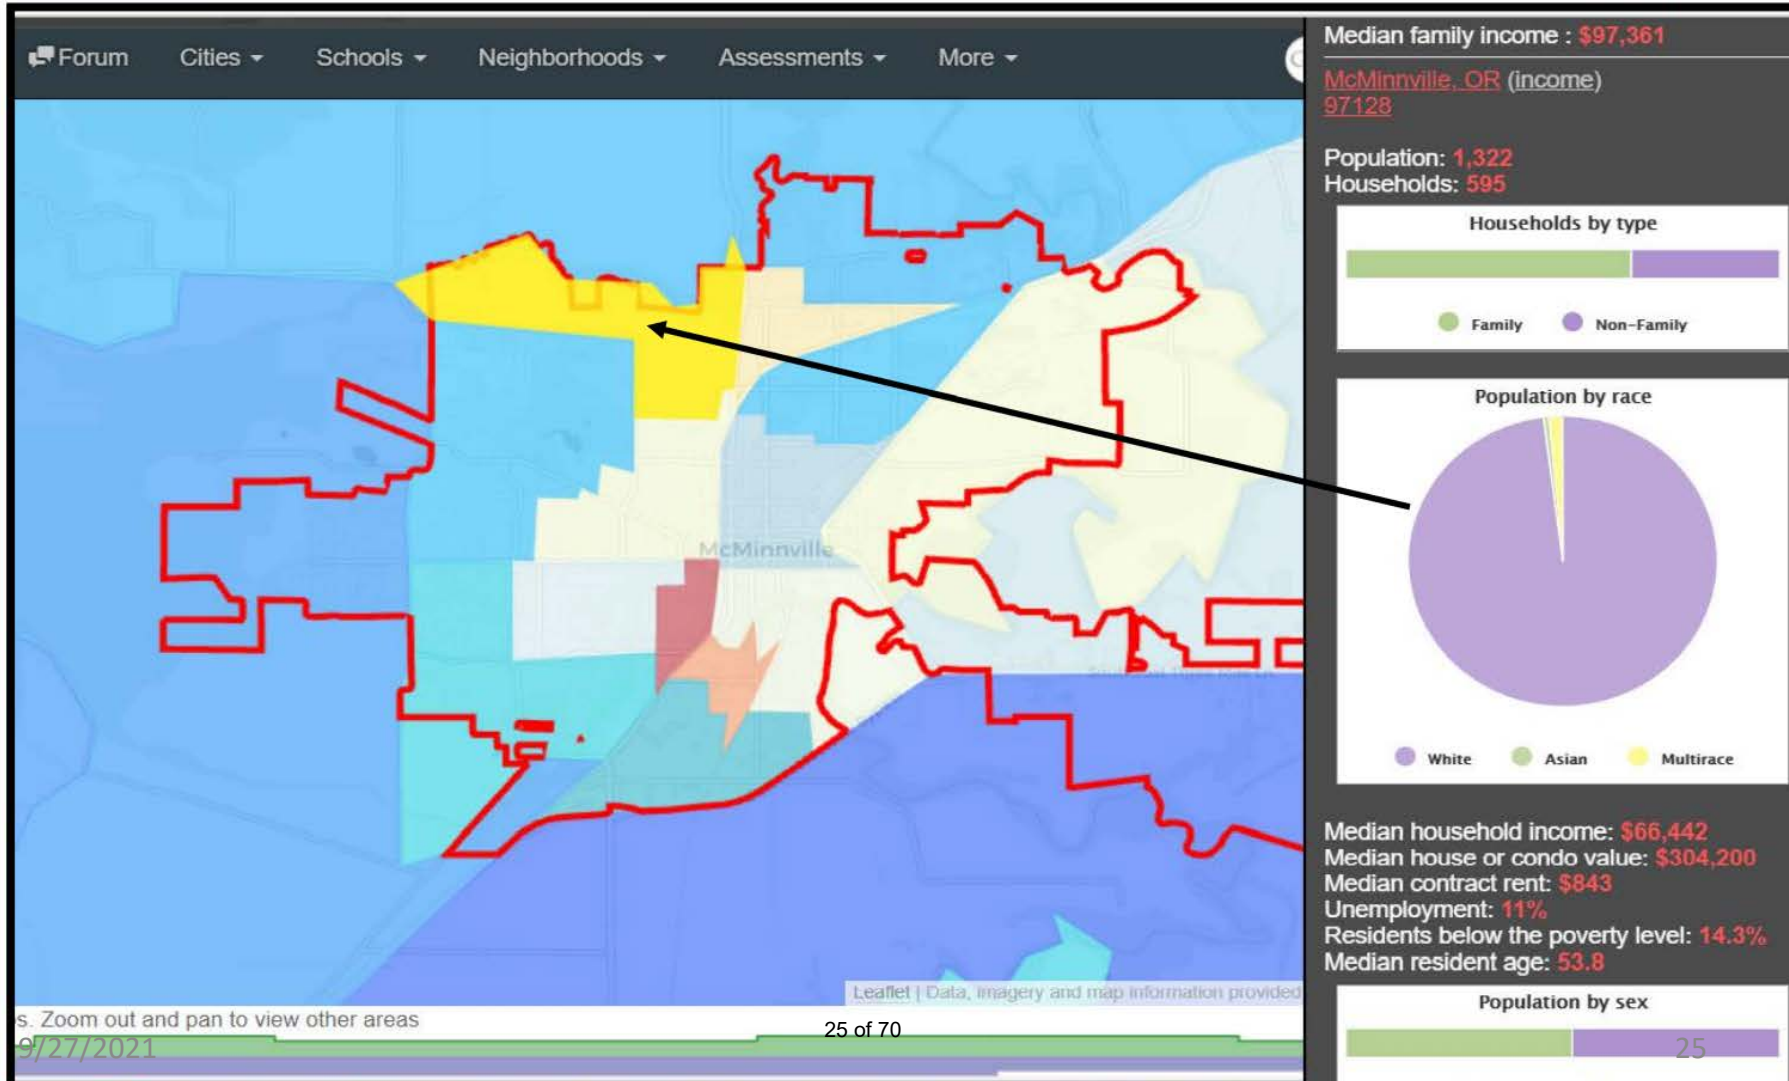 Forum Cities Schools Neighborhoods Assessments More
McMinnville
Leaflet | Data, imagery and map information provided
s. Zoom out and pan to view other areas
25 of 70
9/27/2021
Median family income : $97,361
McMinnville, OR (income)
97128
Population: 1,322
Households: 595
Households by type
Family Non-Family
Population by race
White Asian Multirace
Median household income: $66,442
Median house or condo value: $304,200
Median contract rent: $843
Unemployment: 11%
Residents below the poverty level: 14.3%
Median resident age: 53.8
Population by sex
25